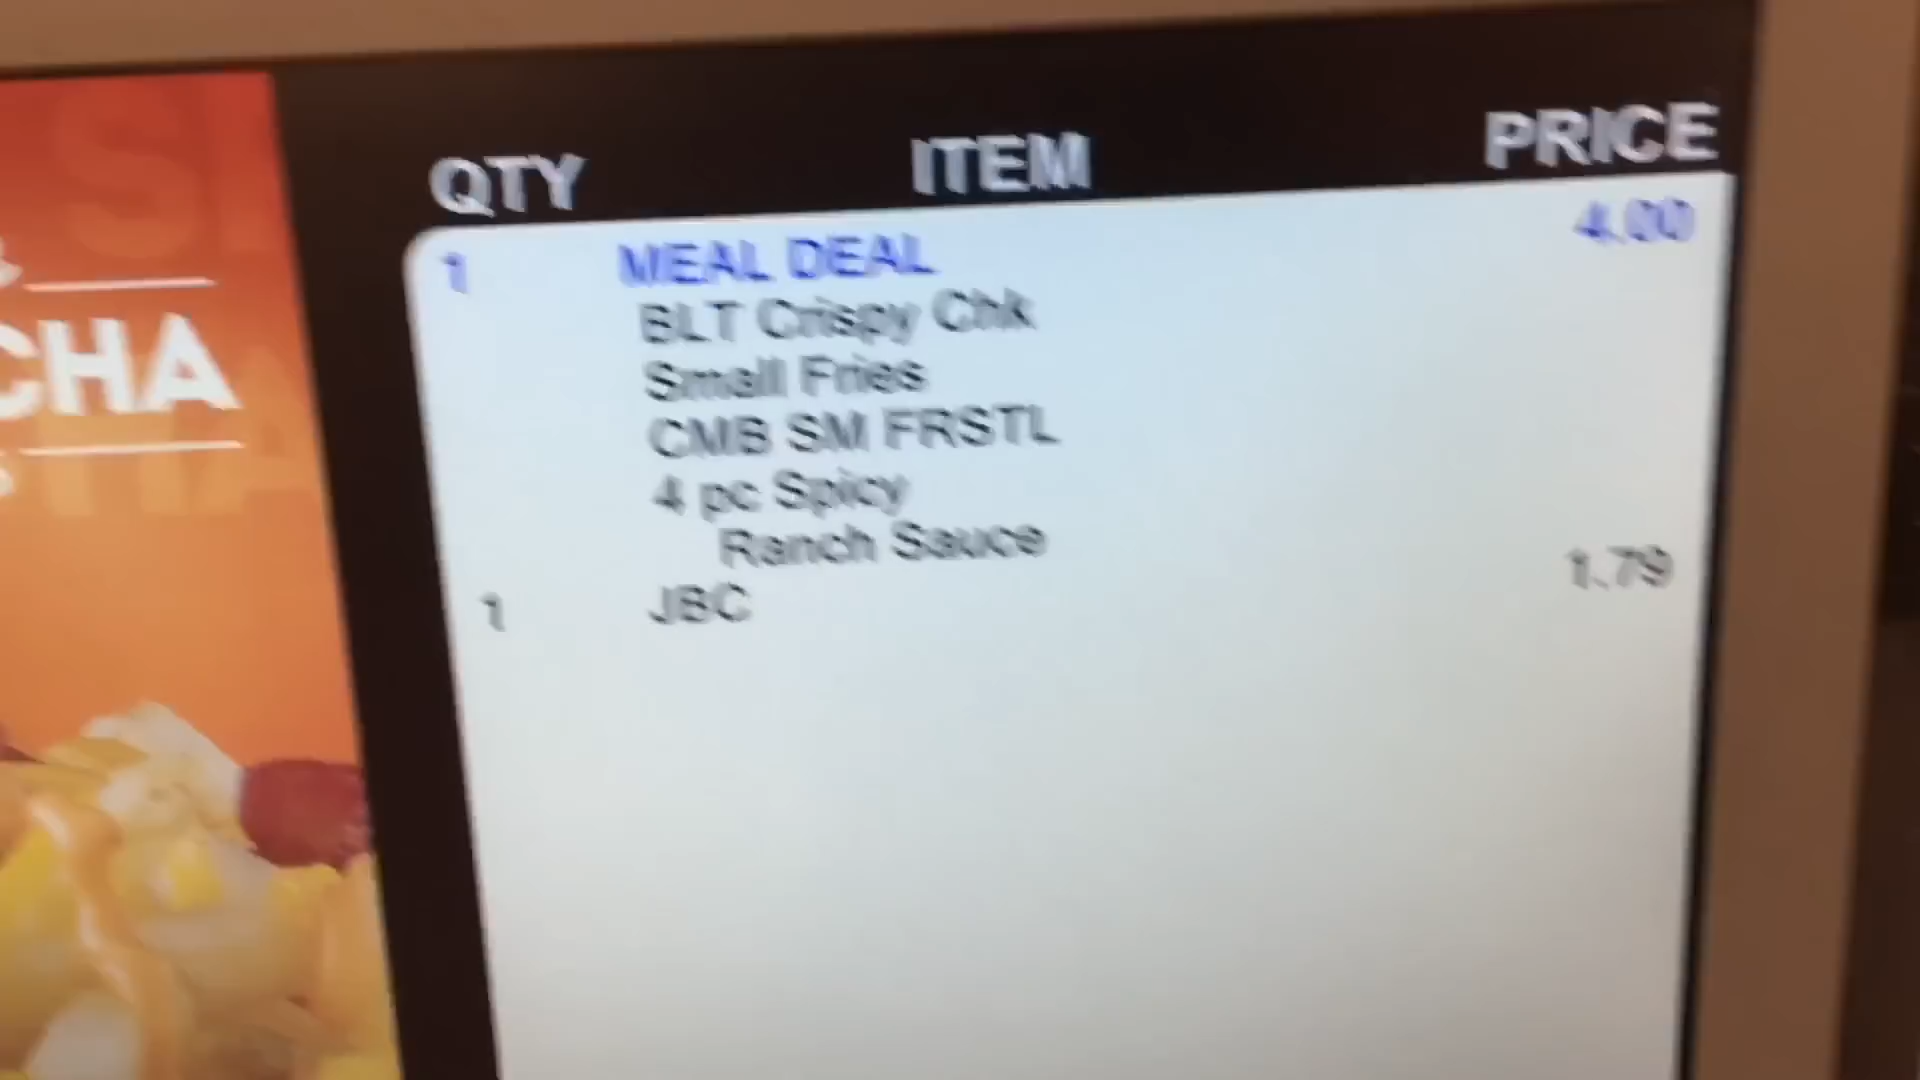 QTY ITEM PRICE
1 MEAL DEAL 4.00
BLT Crispy Chk
Small Fries
CMB SM FRSTL
4 pc Spicy
Ranch Sauce
1 JBC 1.79
CHA